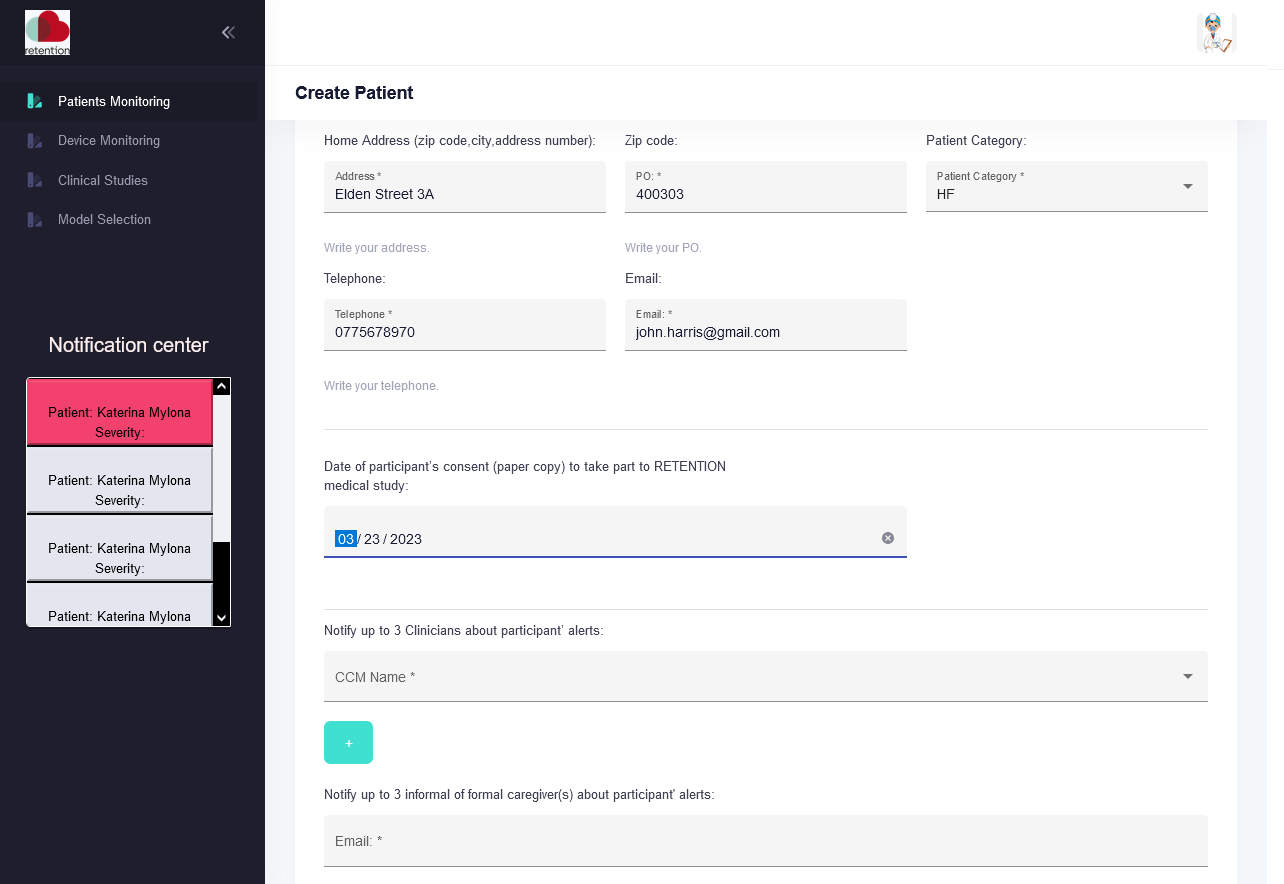 retention
Patients Monitoring
Device Monitoring
Clinical Studies
Model Selection
Notification center
Patient: Katerina Mylona
Severity:
Patient: Katerina Mylona
Severity:
Patient: Katerina Mylona
Severity:
Patient: Katerina Mylona
Create Patient
Home Address (zip code,city,address number):
Zip code:
Patient Category:
Address *
Elden Street 3A
PO: *
400303
Patient Category *
HF
Write your address.
Write your PO.
Telephone:
Email:
Telephone *
0775678970
Email: *
john.harris@gmail.com
Write your telephone.
Date of participant's consent (paper copy) to take part to RETENTION
medical study:
03 / 23 / 2023
Notify up to 3 Clinicians about participant' alerts:
CCM Name *
+
Notify up to 3 informal of formal caregiver(s) about participant' alerts:
Email: *